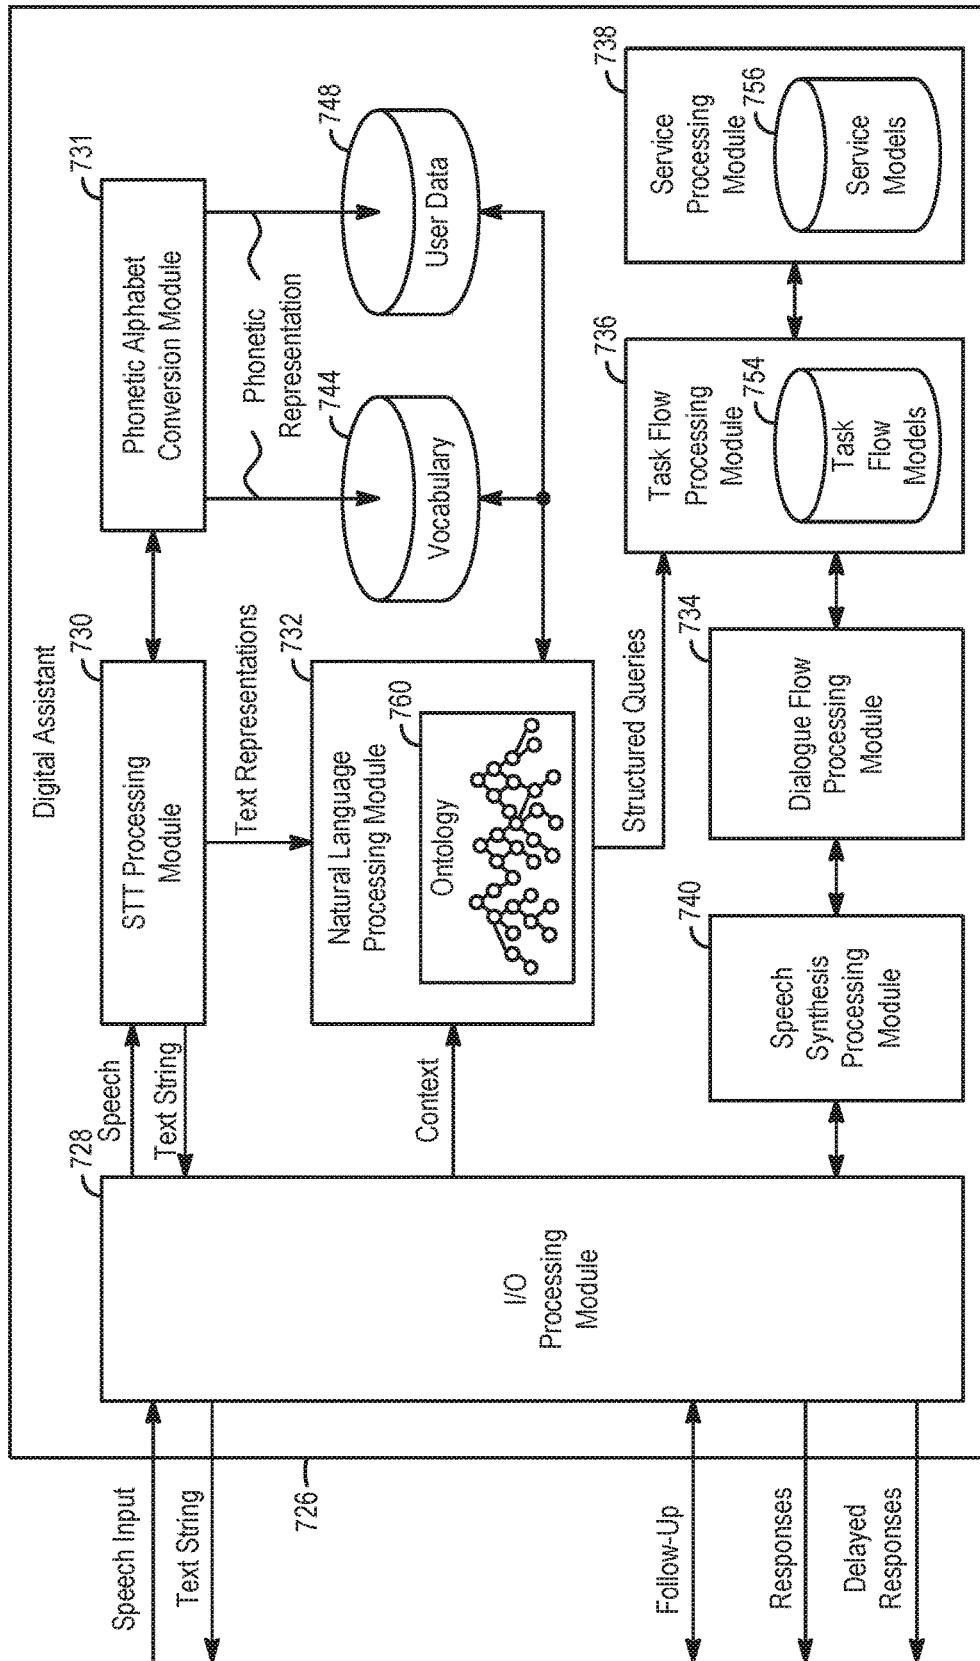 Digital Assistant
Speech Input
Text String
726
728
I/O
Processing
Module
Speech
Text String
730
STT Processing
Module
731
Phonetic Alphabet
Conversion Module
Text Representations
Phonetic
Representation
Context
732
Natural Language
Processing Module
760
Ontology
744
Vocabulary
748
User Data
Structured Queries
Follow-Up
Responses
Delayed
Responses
740
Speech
Synthesis
Processing
Module
734
Dialogue Flow
Processing
Module
736
Task Flow
Processing
Module
754
Task
Flow
Models
738
Service
Processing
Module
756
Service
Models